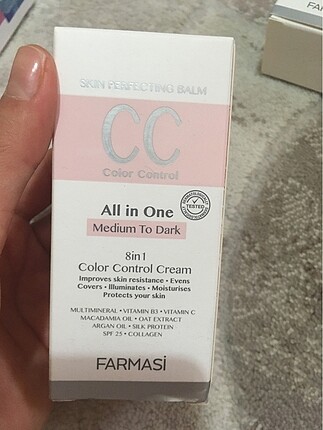 SKIN PERFECTING BALM
CC
Color Control
All in One
TESTED
Medium To Dark
8in1
Color Control Cream
Improves skin resistance • Evens
Covers • Illuminates • Moisturises
Protects your skin
MULTIMINERAL • VITAMIN B3 • VITAMIN C
MACADAMIA OIL • OAT EXTRACT
ARGAN OIL • SILK PROTEIN
SPF 25 • COLLAGEN
FARMASİ
FARMASİ